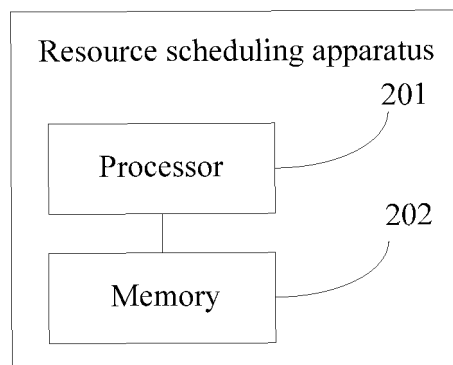 Resource scheduling apparatus
201
Processor
202
Memory